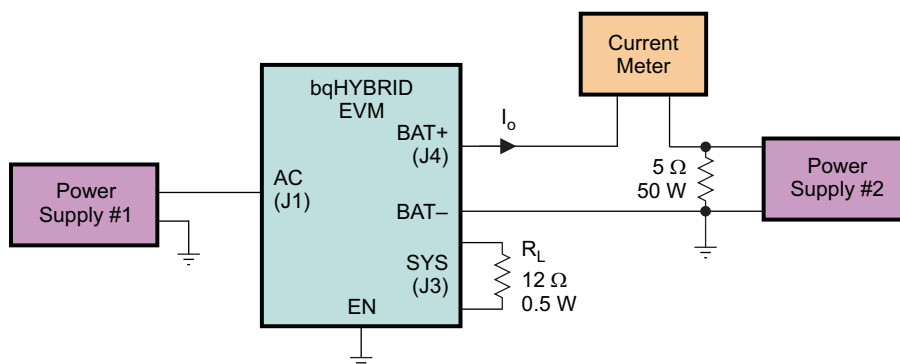 Current
Meter
bqHYBRID
EVM
I_o
BAT+
(J4)
AC
(J1)
Power
Supply #1
5 Ω
50 W
Power
Supply #2
BAT–
SYS
(J3)
R_L
12 Ω
0.5 W
EN